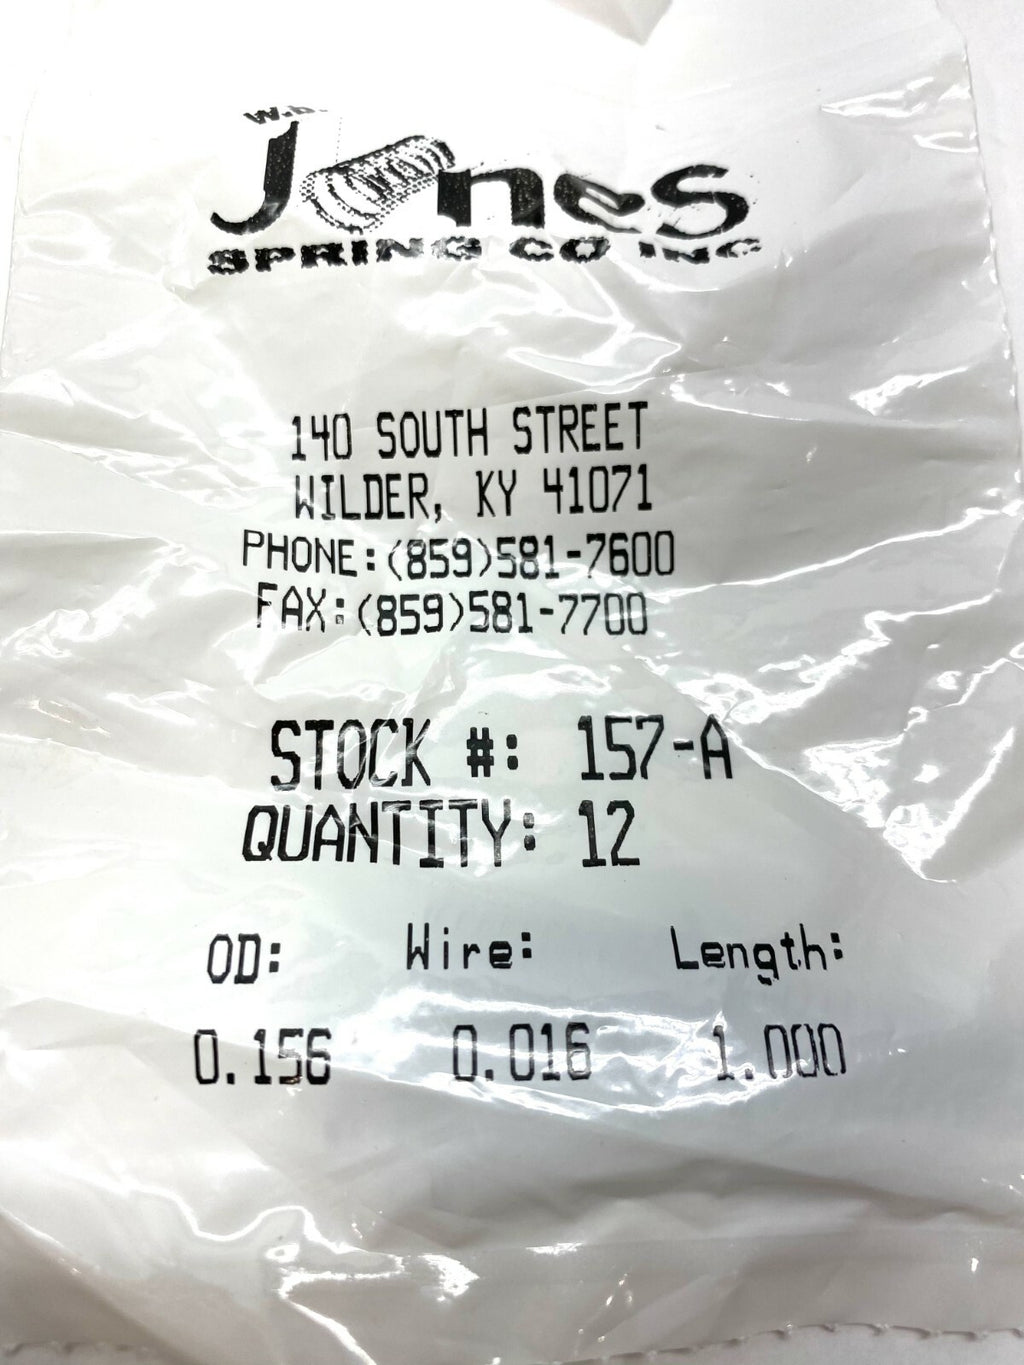 W.B.
Jones
SPRING CO INC
140 SOUTH STREET
WILDER, KY 41071
PHONE:(859)581-7600
FAX:(859)581-7700
STOCK #: 157-A
QUANTITY: 12
OD: Wire: Length:
0.156 0.016 1.000